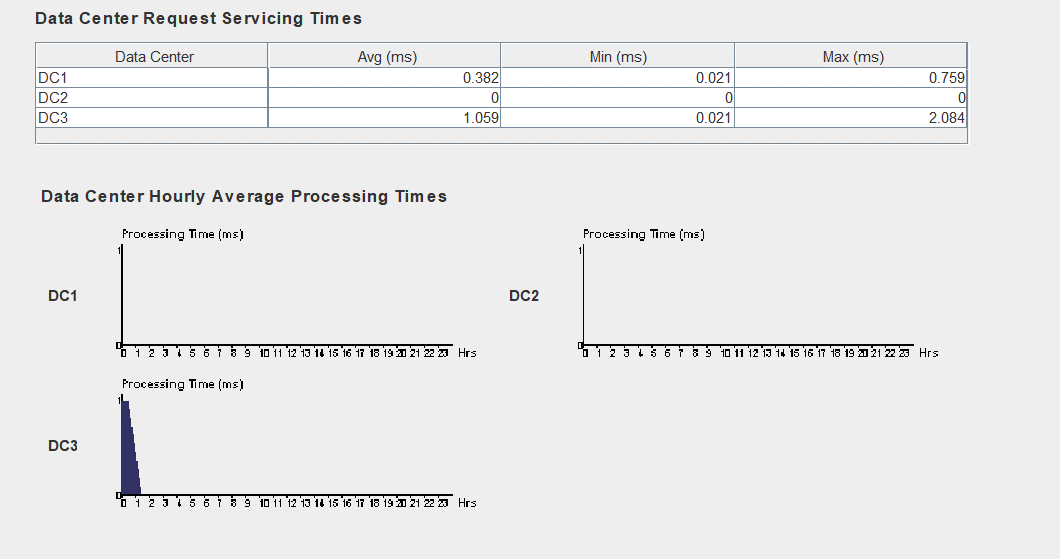 Data Center Request Servicing Times
Data Center Avg (ms) Min (ms) Max (ms)
DC1 0.382 0.021 0.759
DC2 0 0 0
DC3 1.059 0.021 2.084
Data Center Hourly Average Processing Times
Processing Time (ms)
1
DC1
0
0 1 2 3 4 5 6 7 8 9 10 11 12 13 14 15 16 17 18 19 20 21 22 23 Hrs
Processing Time (ms)
1
DC2
0
0 1 2 3 4 5 6 7 8 9 10 11 12 13 14 15 16 17 18 19 20 21 22 23 Hrs
Processing Time (ms)
1
DC3
0
0 1 2 3 4 5 6 7 8 9 10 11 12 13 14 15 16 17 18 19 20 21 22 23 Hrs